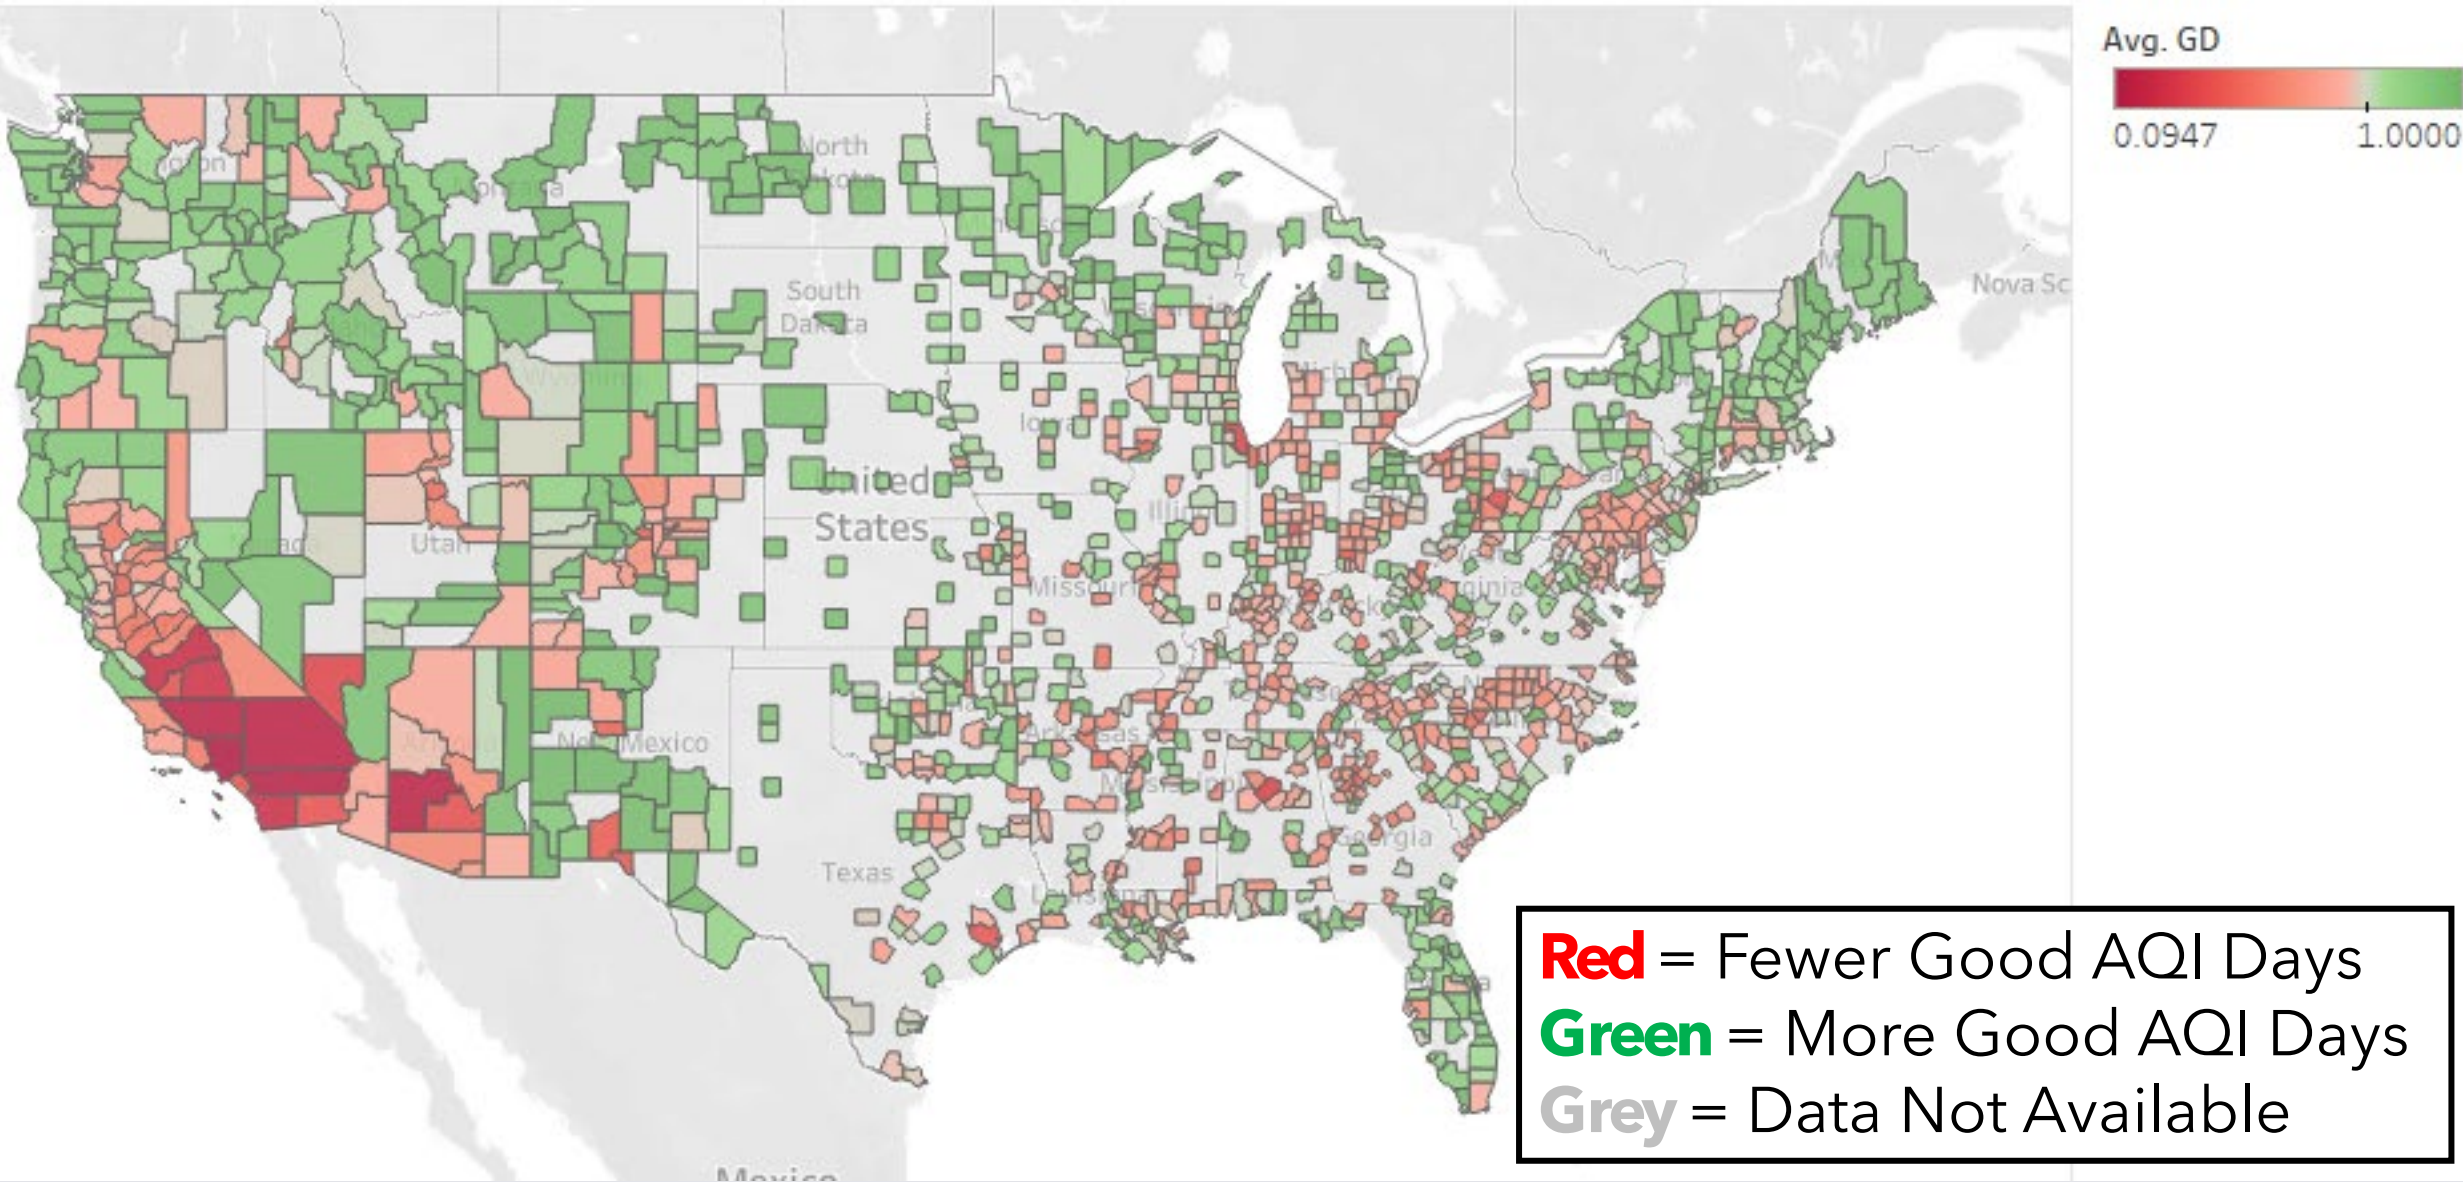 Avg. GD
0.0947 1.0000
North
South
Dakota
Nova Sc
United
States
Utah
Missouri
Arkansas
New Mexico
Texas
Georgia
Mexico
Red = Fewer Good AQI Days
Green = More Good AQI Days
Grey = Data Not Available